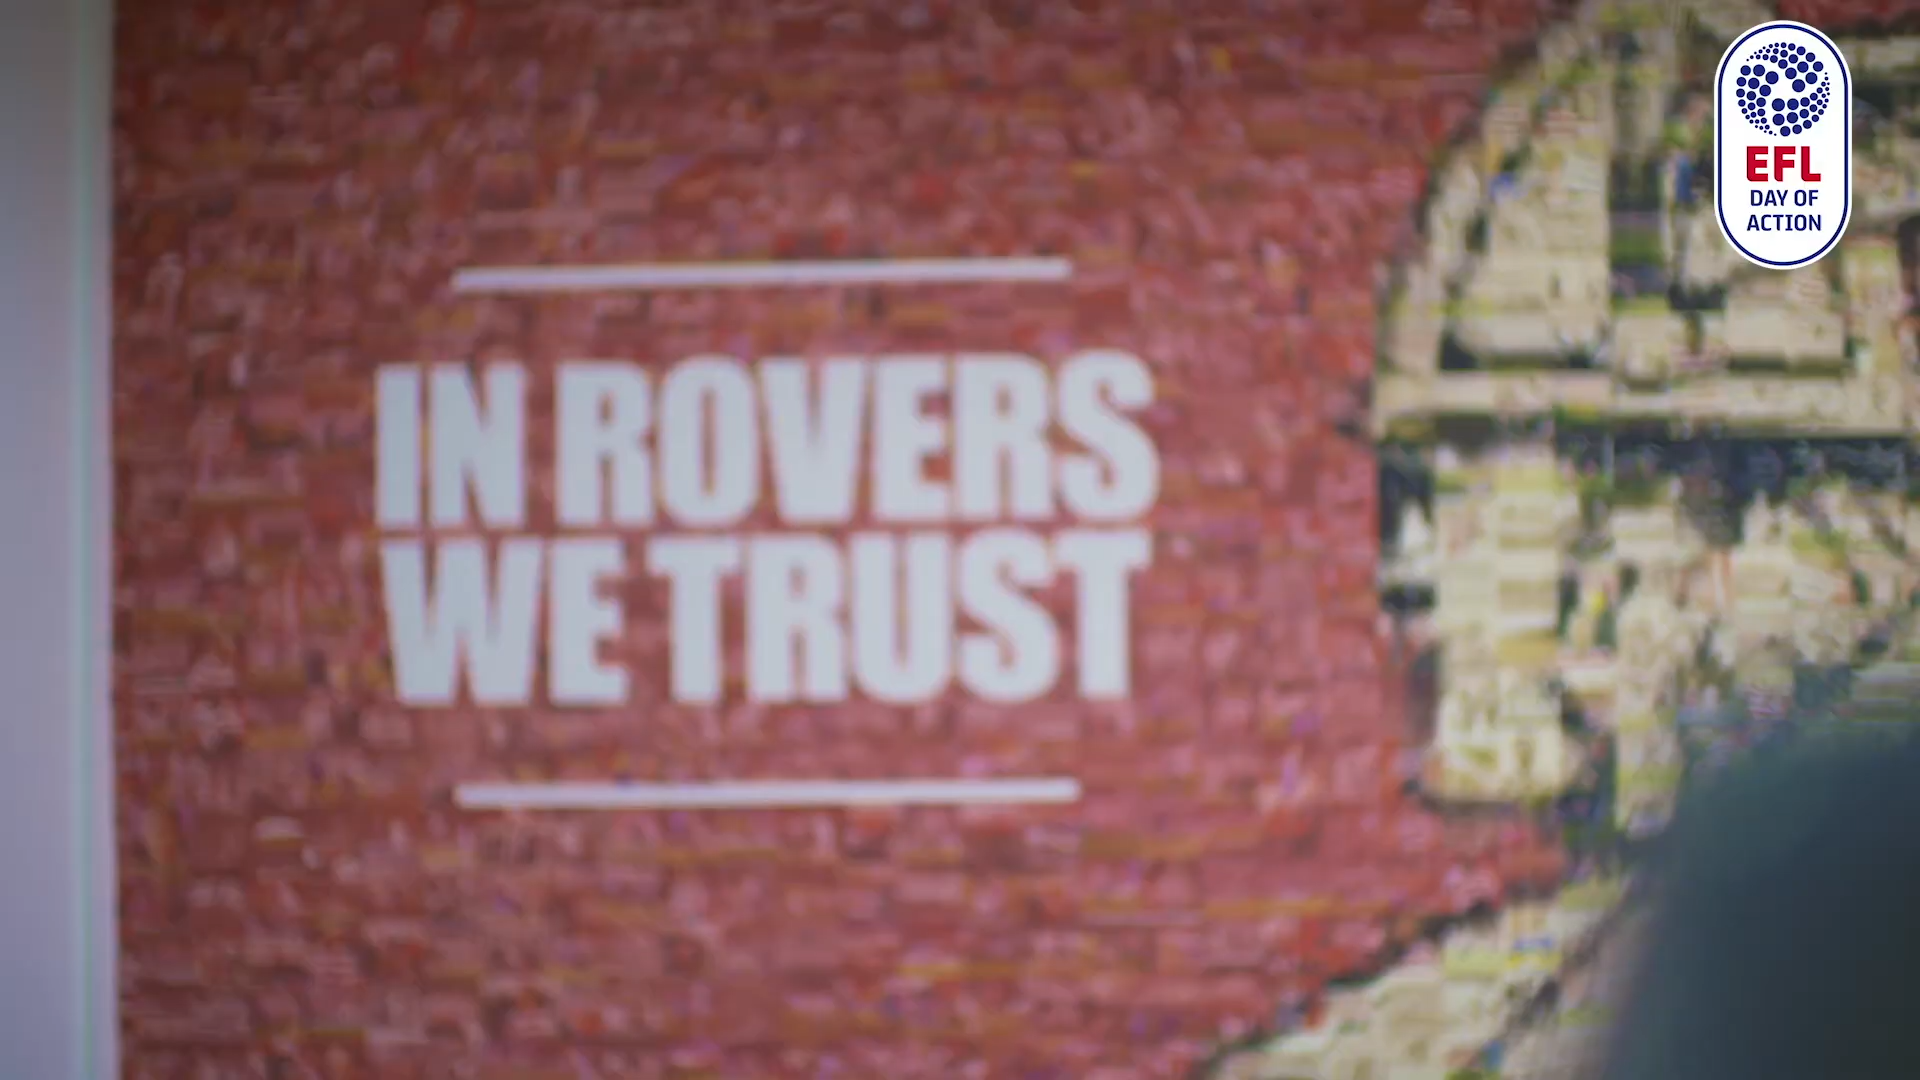 IN ROVERS
WE TRUST
EFL
DAY OF
ACTION